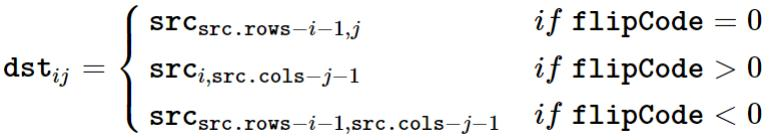 dst_{ij} = { src_{src.rows−i−1,j} if flipCode = 0
src_{i,src.cols−j−1} if flipCode > 0
src_{src.rows−i−1,src.cols−j−1} if flipCode < 0